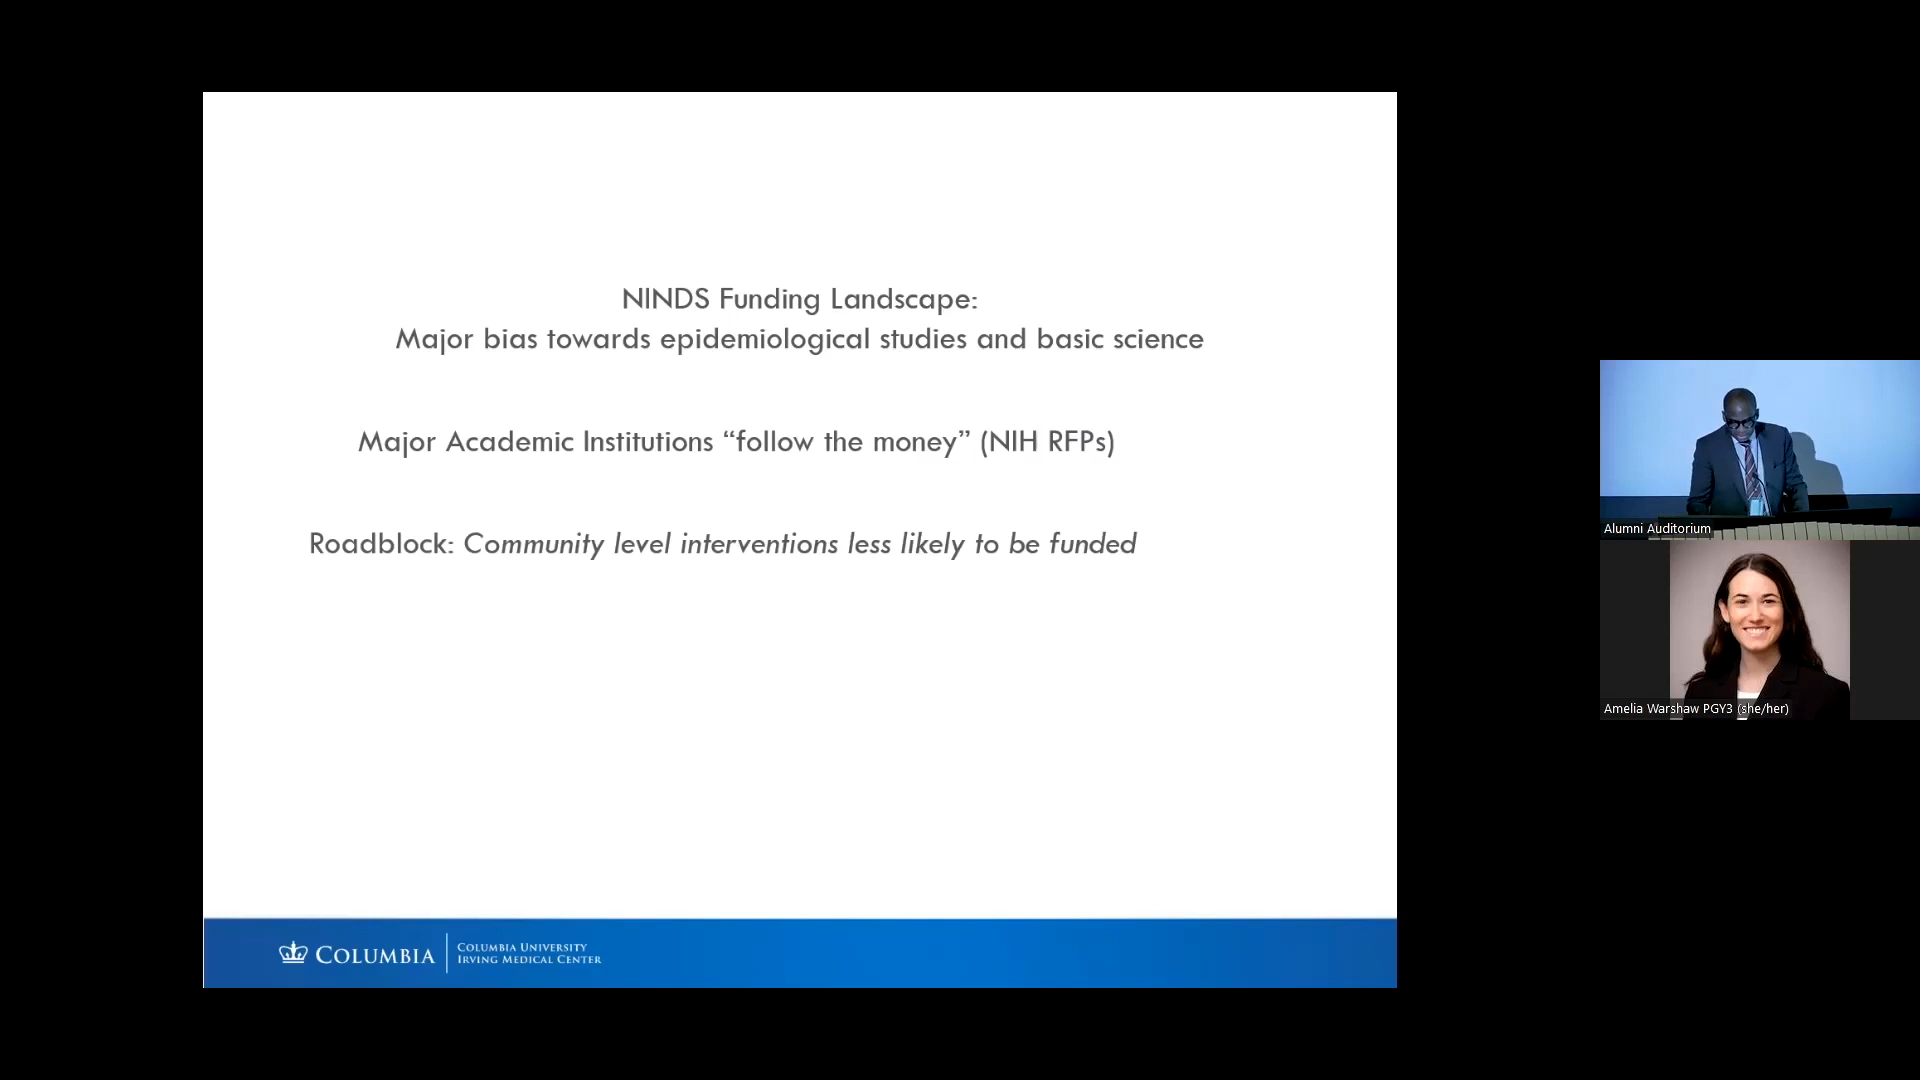 NINDS Funding Landscape:
Major bias towards epidemiological studies and basic science
Major Academic Institutions “follow the money” (NIH RFPs)
Roadblock: Community level interventions less likely to be funded
COLUMBIA
COLUMBIA UNIVERSITY
IRVING MEDICAL CENTER
Alumni Auditorium
Amelia Warshaw PGY3 (she/her)